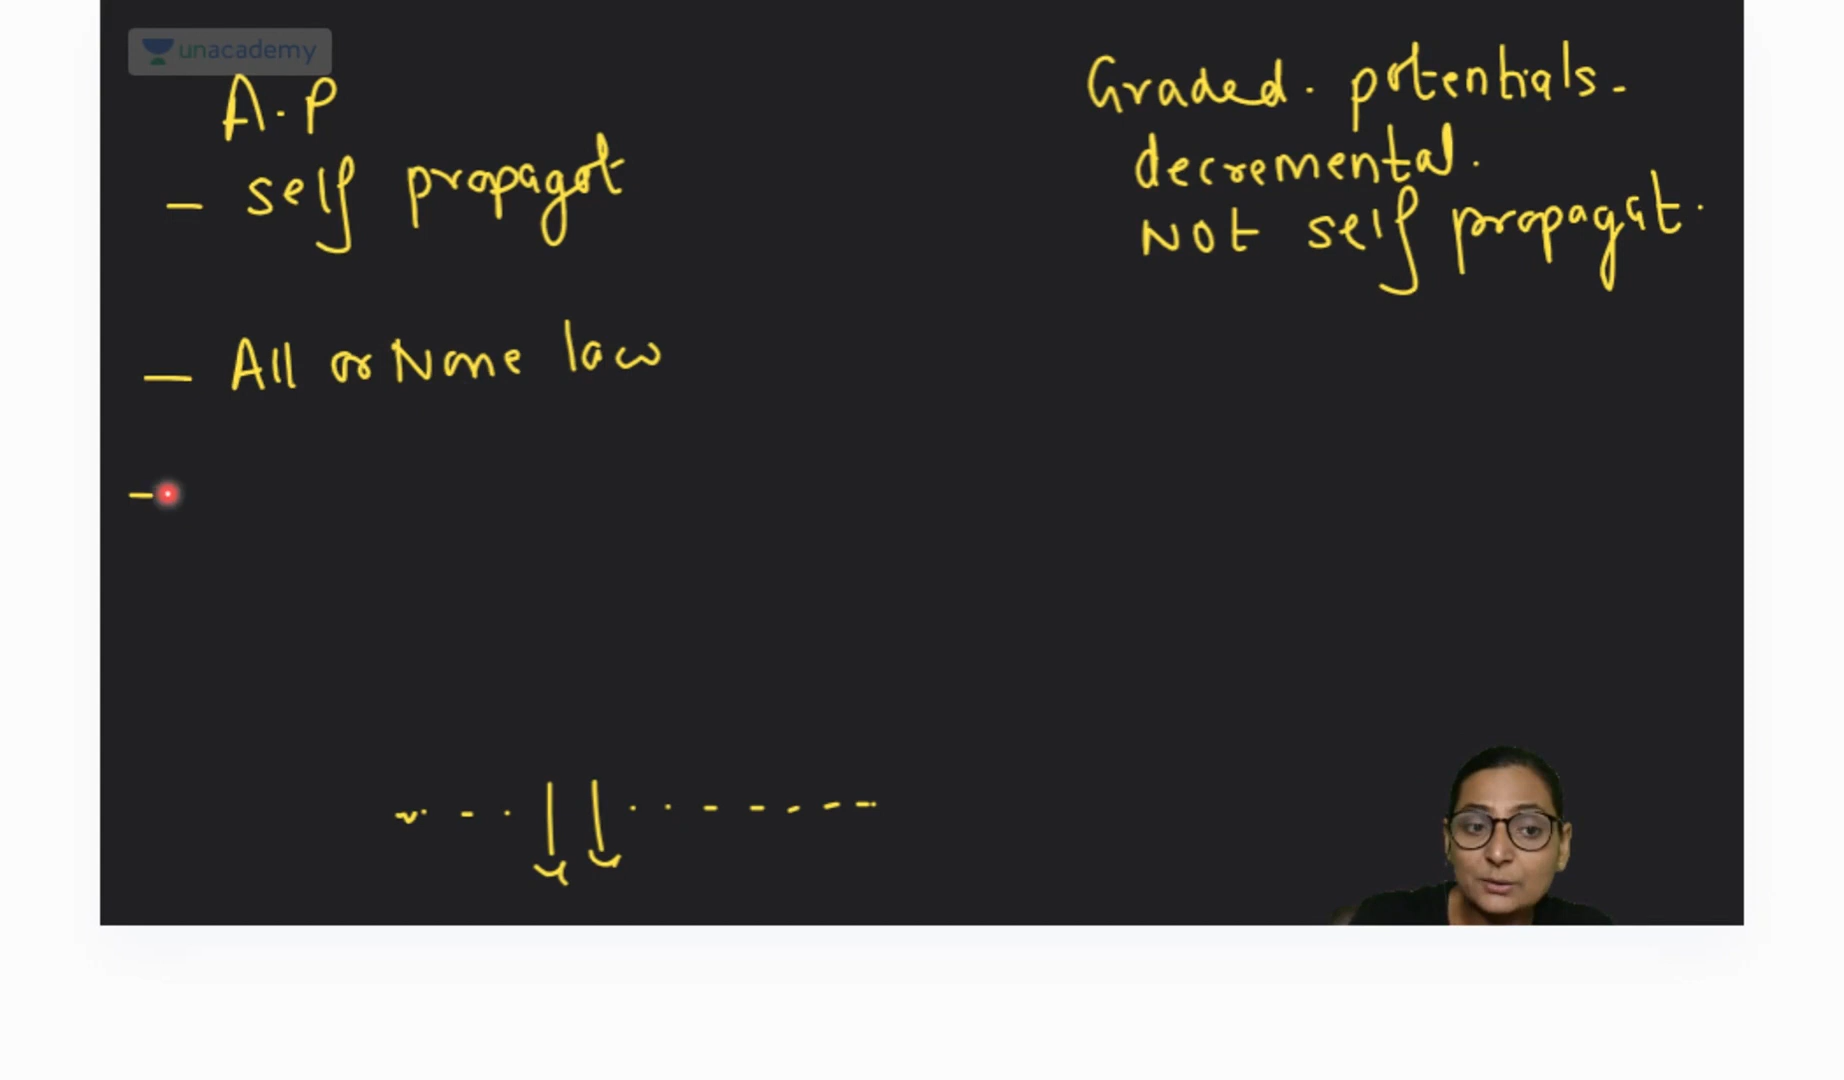 unacademy
A.P
- self propagat
- All or None law
-
Graded. potentials-
decremental.
NOT self propagat.